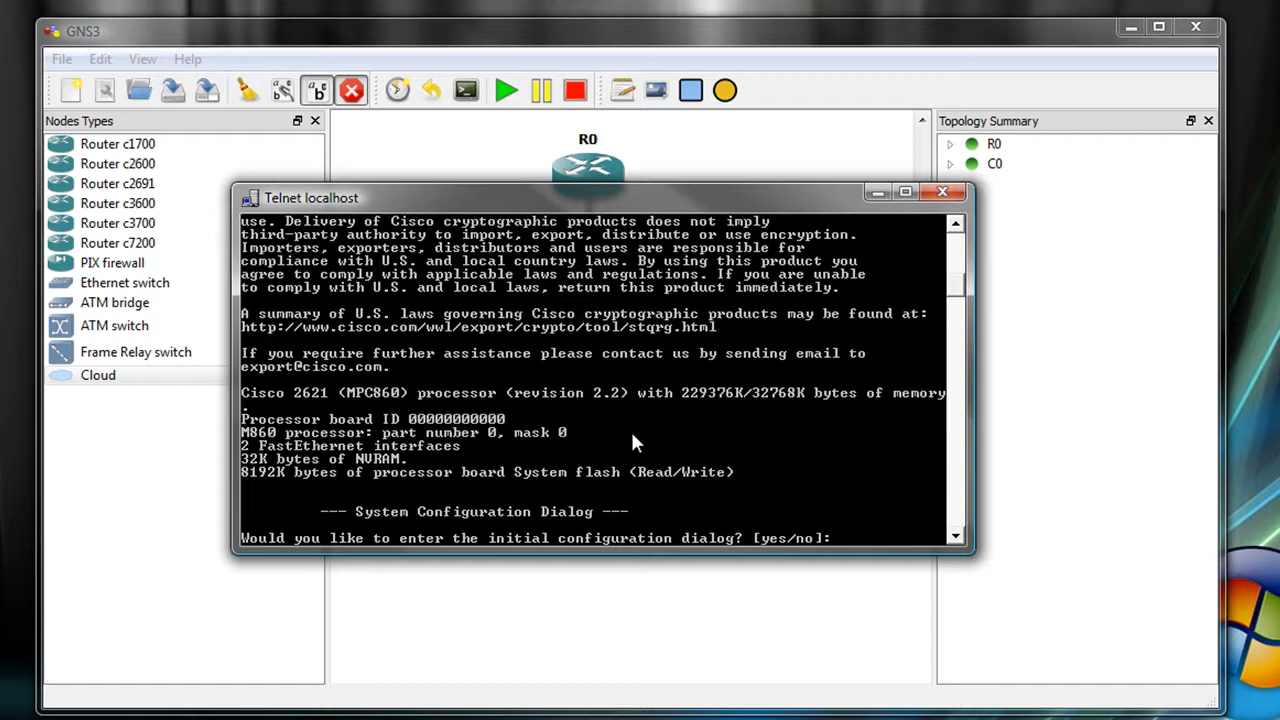 GNS3
File Edit View Help
Nodes Types
Router c1700
Router c2600
Router c2691
Router c3600
Router c3700
Router c7200
PIX firewall
Ethernet switch
ATM bridge
ATM switch
Frame Relay switch
Cloud
R0
Topology Summary
R0
C0
Telnet localhost
use. Delivery of Cisco cryptographic products does not imply
third-party authority to import, export, distribute or use encryption.
Importers, exporters, distributors and users are responsible for
compliance with U.S. and local country laws. By using this product you
agree to comply with applicable laws and regulations. If you are unable
to comply with U.S. and local laws, return this product immediately.
A summary of U.S. laws governing Cisco cryptographic products may be found at:
http://www.cisco.com/wwl/export/crypto/tool/stqrg.html
If you require further assistance please contact us by sending email to
export@cisco.com.
Cisco 2621 (MPC860) processor (revision 2.2) with 229376K/32768K bytes of memory
.
Processor board ID 00000000000
M860 processor: part number 0, mask 0
2 FastEthernet interfaces
32K bytes of NVRAM.
8192K bytes of processor board System flash (Read/Write)
--- System Configuration Dialog ---
Would you like to enter the initial configuration dialog? [yes/no]: